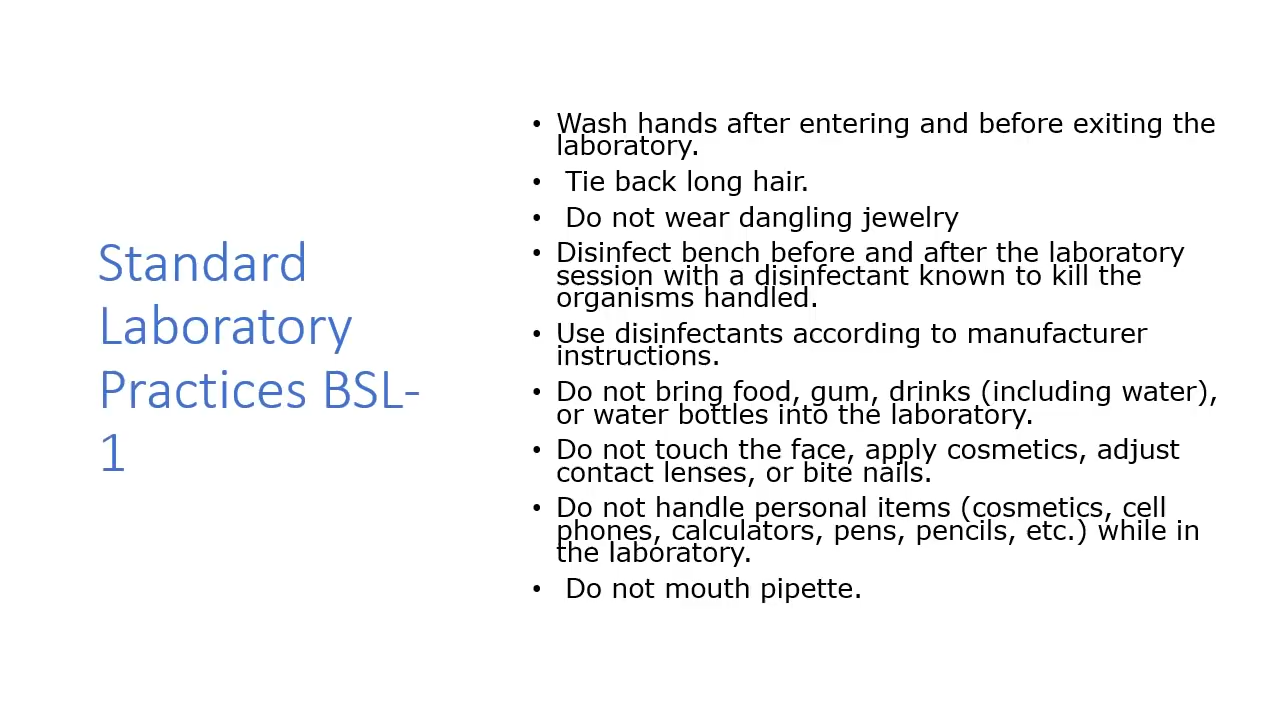 Standard
Laboratory
Practices BSL-
1
• Wash hands after entering and before exiting the
laboratory.
• Tie back long hair.
• Do not wear dangling jewelry
• Disinfect bench before and after the laboratory
session with a disinfectant known to kill the
organisms handled.
• Use disinfectants according to manufacturer
instructions.
• Do not bring food, gum, drinks (including water),
or water bottles into the laboratory.
• Do not touch the face, apply cosmetics, adjust
contact lenses, or bite nails.
• Do not handle personal items (cosmetics, cell
phones, calculators, pens, pencils, etc.) while in
the laboratory.
• Do not mouth pipette.